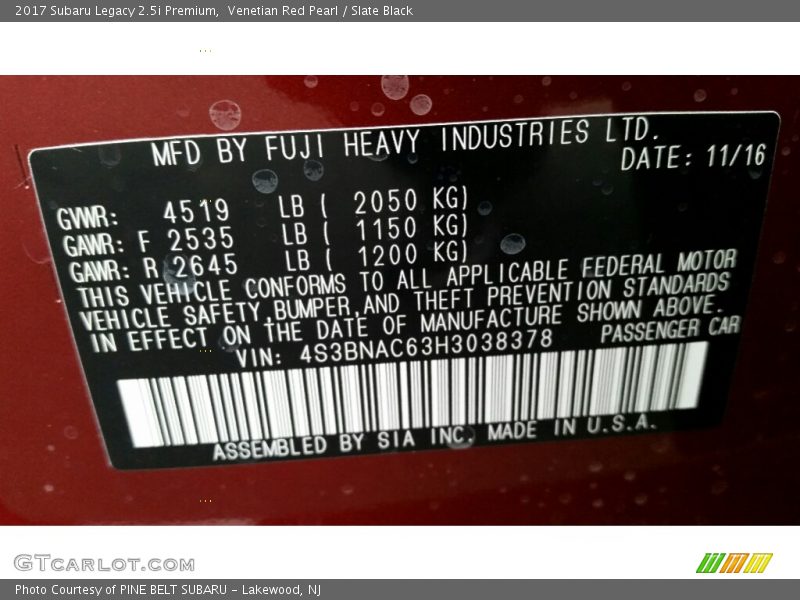 2017 Subaru Legacy 2.5i Premium,  Venetian Red Pearl / Slate Black
MFD BY FUJI HEAVY INDUSTRIES LTD.
DATE: 11/16
GVWR: 4519 LB ( 2050 KG)
GAWR: F 2535 LB ( 1150 KG)
GAWR: R 2645 LB ( 1200 KG)
THIS VEHICLE CONFORMS TO ALL APPLICABLE FEDERAL MOTOR
VEHICLE SAFETY,BUMPER,AND THEFT PREVENTION STANDARDS
IN EFFECT ON THE DATE OF MANUFACTURE SHOWN ABOVE.
VIN: 4S3BNAC63H3038378 PASSENGER CAR
ASSEMBLED BY SIA INC. MADE IN U.S.A.
GTCARLOT.COM
Photo Courtesy of PINE BELT SUBARU - Lakewood, NJ